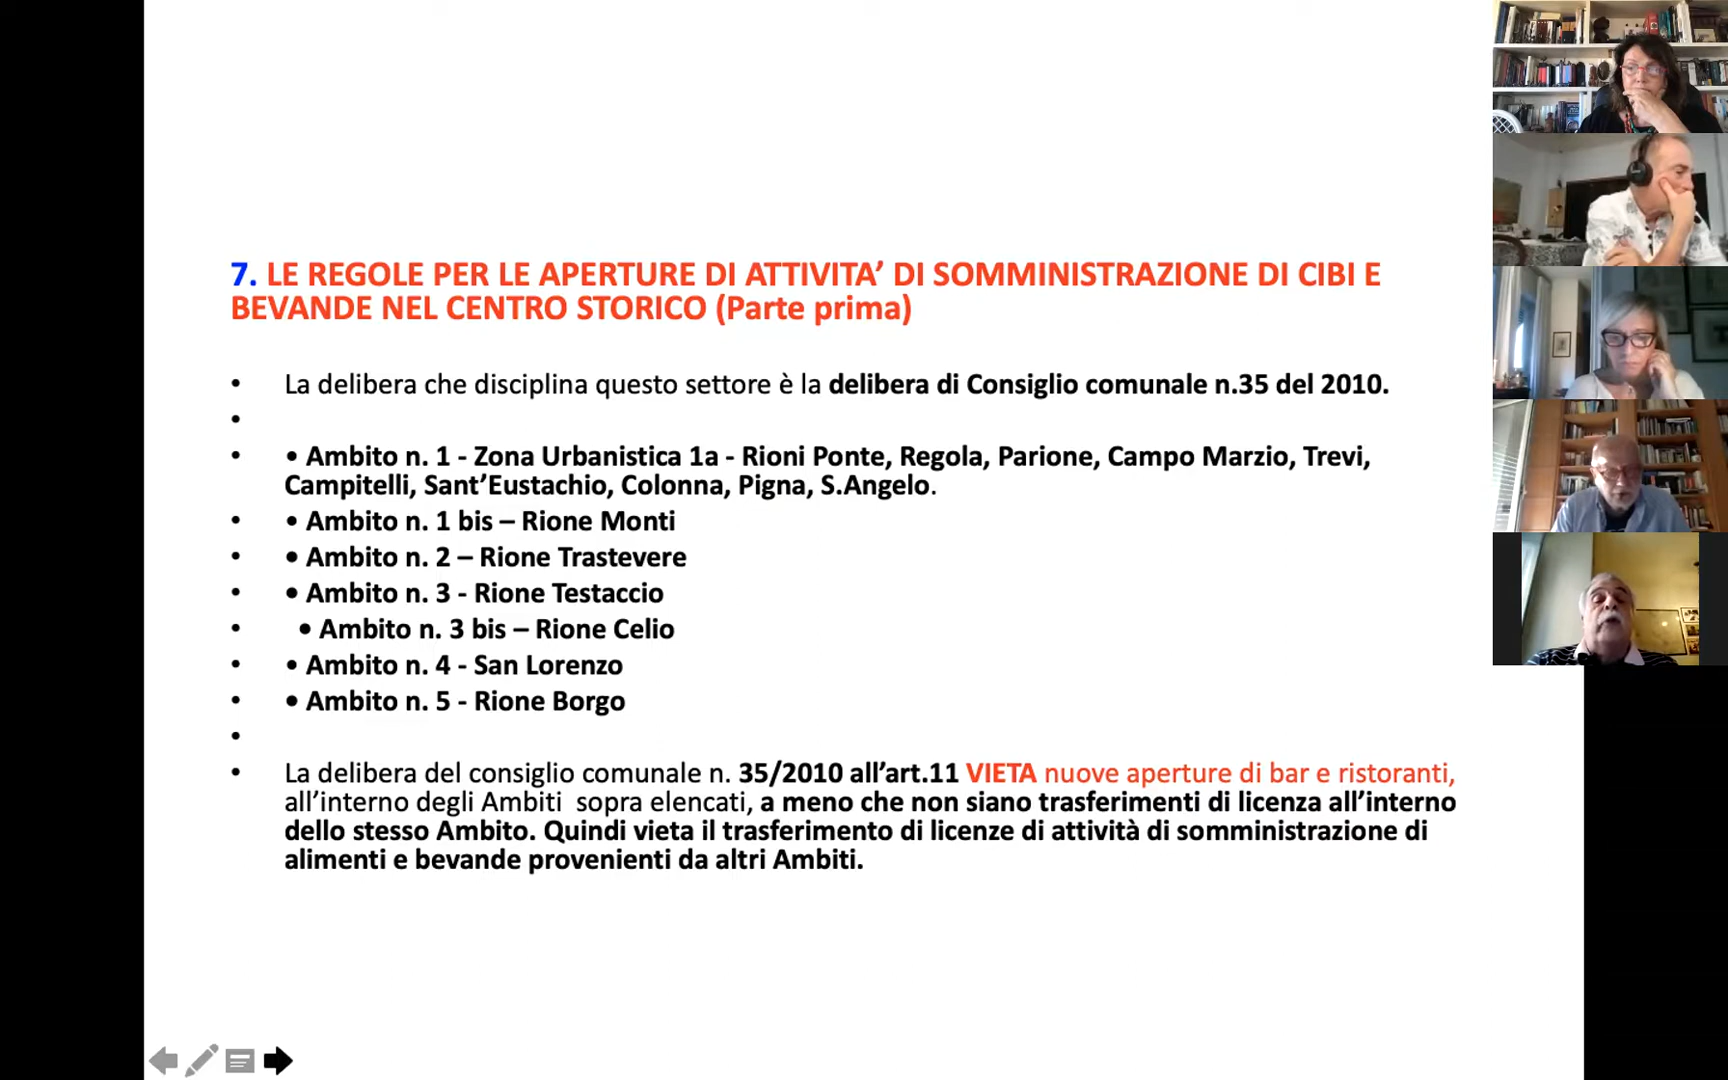 7. LE REGOLE PER LE APERTURE DI ATTIVITA’ DI SOMMINISTRAZIONE DI CIBI E
BEVANDE NEL CENTRO STORICO (Parte prima)
• La delibera che disciplina questo settore è la delibera di Consiglio comunale n.35 del 2010.
•
• • Ambito n. 1 - Zona Urbanistica 1a - Rioni Ponte, Regola, Parione, Campo Marzio, Trevi,
Campitelli, Sant’Eustachio, Colonna, Pigna, S.Angelo.
• • Ambito n. 1 bis – Rione Monti
• • Ambito n. 2 – Rione Trastevere
• • Ambito n. 3 - Rione Testaccio
• • Ambito n. 3 bis – Rione Celio
• • Ambito n. 4 - San Lorenzo
• • Ambito n. 5 - Rione Borgo
•
• La delibera del consiglio comunale n. 35/2010 all’art.11 VIETA nuove aperture di bar e ristoranti,
all’interno degli Ambiti sopra elencati, a meno che non siano trasferimenti di licenza all’interno
dello stesso Ambito. Quindi vieta il trasferimento di licenze di attività di somministrazione di
alimenti e bevande provenienti da altri Ambiti.